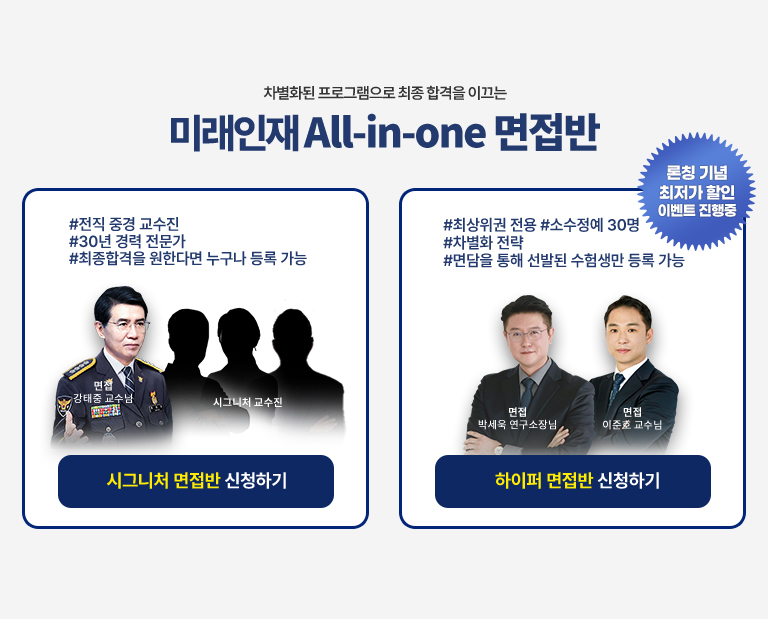 차별화된 프로그램으로 최종 합격을 이끄는
미래인재 All-in-one 면접반
론칭 기념
최저가 할인
이벤트 진행중
#전직 중경 교수진
#30년 경력 전문가
#최종합격을 원한다면 누구나 등록 가능
면접
강태중 교수님
시그니처 교수진
시그니처 면접반 신청하기
#최상위권 전용 #소수정예 30명
#차별화 전략
#면담을 통해 선발된 수험생만 등록 가능
면접
박세욱 연구소장님
면접
이준호 교수님
하이퍼 면접반 신청하기